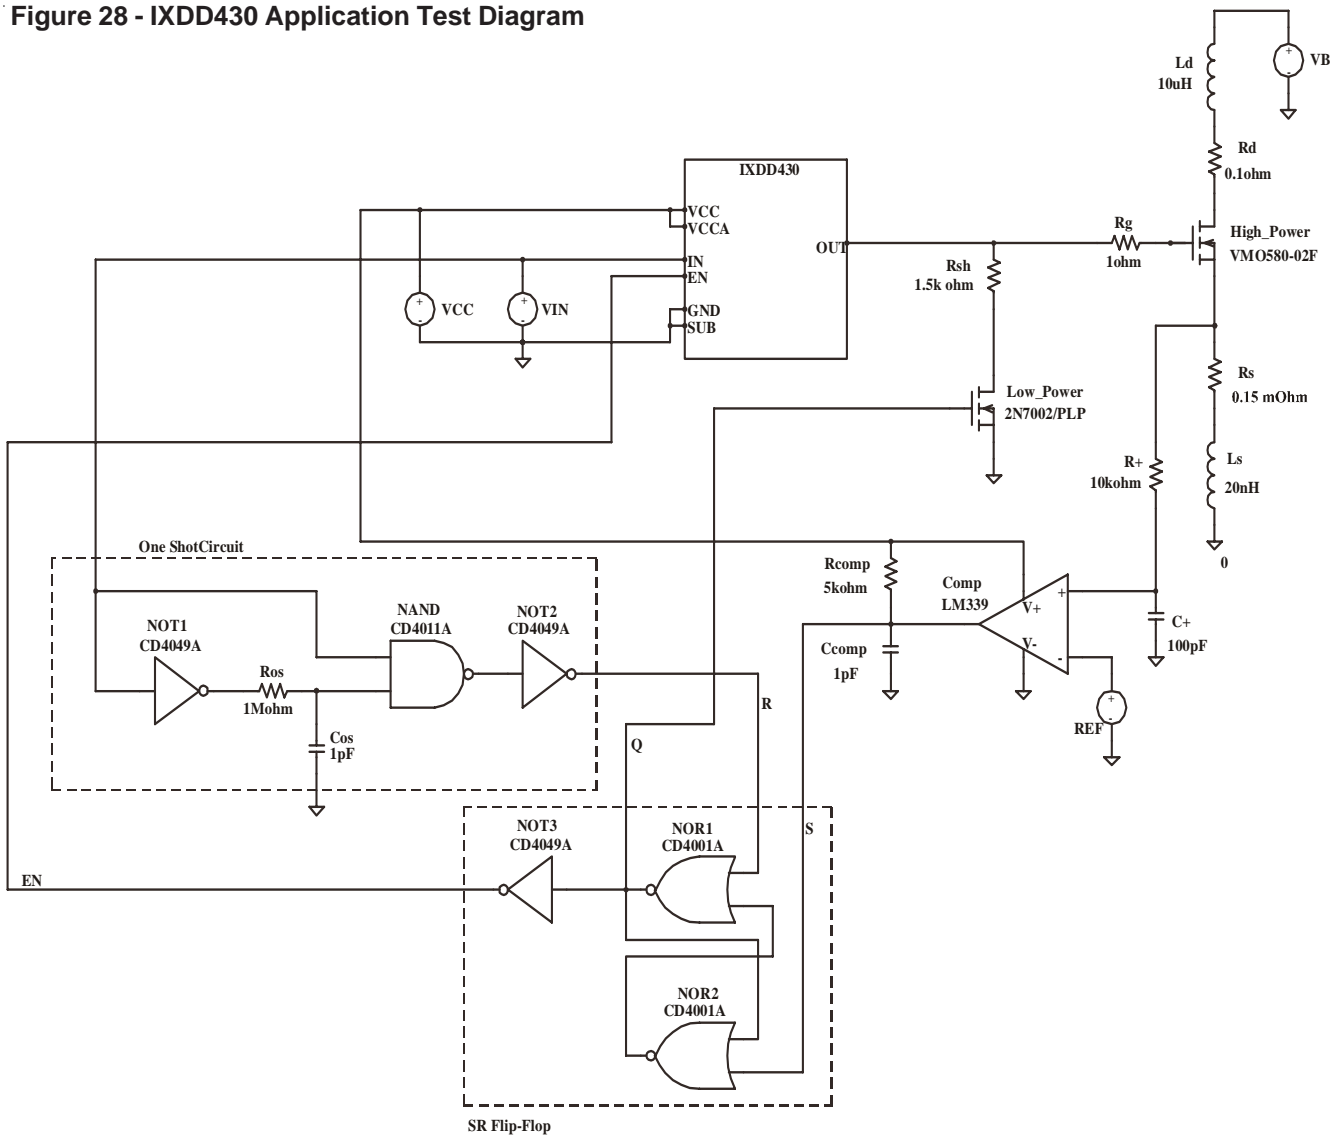 Figure 28 - IXDD430 Application Test Diagram
Ld
10uH
+
-
VB
Rd
0.1ohm
IXDD430
VCC
VCCA
IN
EN
GND
SUB
OUT
+
-
VCC
+
-
VIN
Rg
1ohm
High_Power
VMO580-02F
Rsh
1.5k ohm
Low_Power
2N7002/PLP
Rs
0.15 mOhm
R+
10kohm
Ls
20nH
0
One ShotCircuit
NOT1
CD4049A
Ros
1Mohm
Cos
1pF
NAND
CD4011A
NOT2
CD4049A
Rcomp
5kohm
Ccomp
1pF
Comp
LM339
V+
V-
+
-
C+
100pF
+
-
REF
R
Q
S
EN
NOT3
CD4049A
NOR1
CD4001A
NOR2
CD4001A
SR Flip-Flop